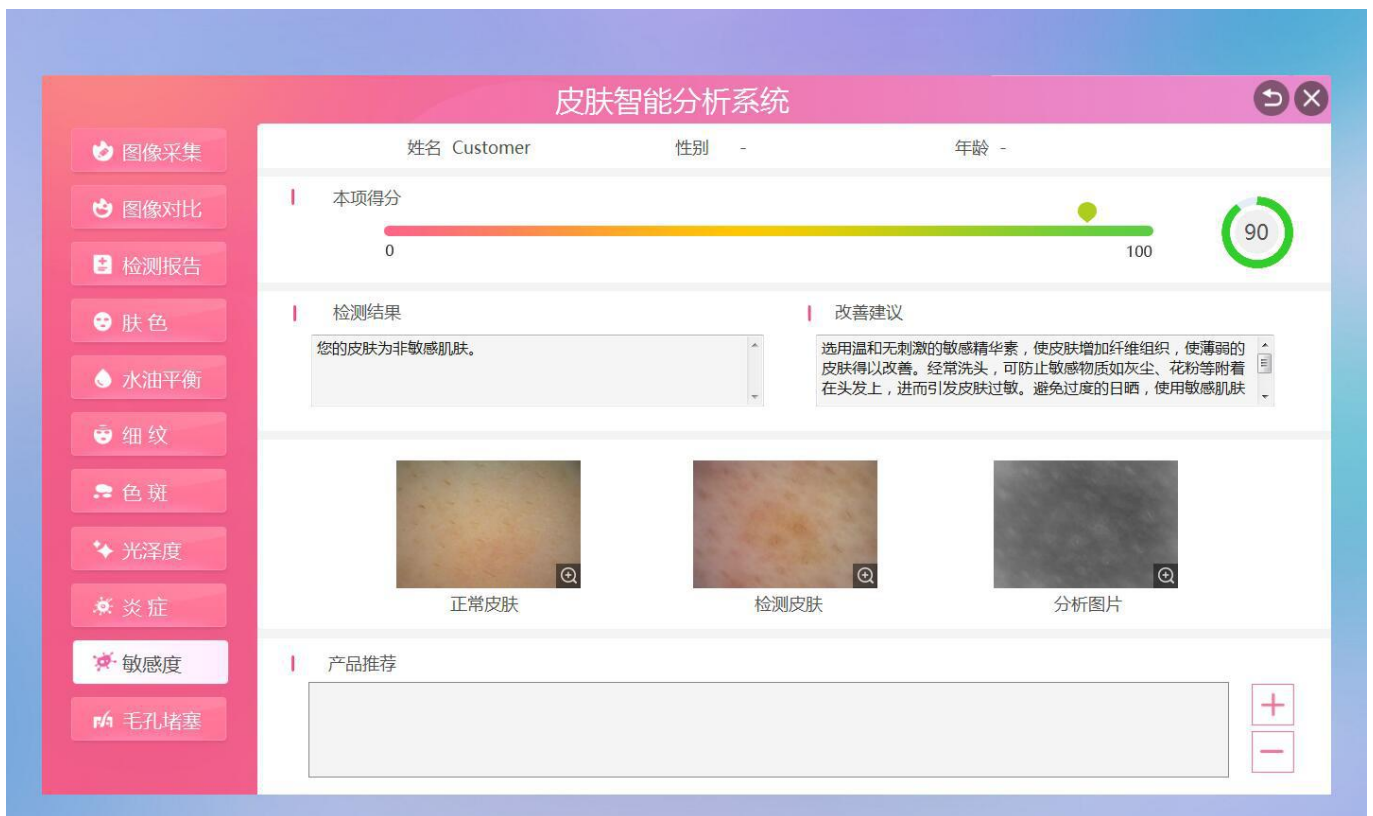 皮肤智能分析系统
图像采集
图像对比
检测报告
肤色
水油平衡
细纹
色斑
光泽度
炎症
敏感度
毛孔堵塞
姓名 Customer 性别 - 年龄 -
本项得分
0 100
90
检测结果
您的皮肤为非敏感肌肤。
改善建议
选用温和无刺激的敏感精华素，使皮肤增加纤维组织，使薄弱的
皮肤得以改善。经常洗头，可防止敏感物质如灰尘、花粉等附着
在头发上，进而引发皮肤过敏。避免过度的日晒，使用敏感肌肤
正常皮肤 检测皮肤 分析图片
产品推荐